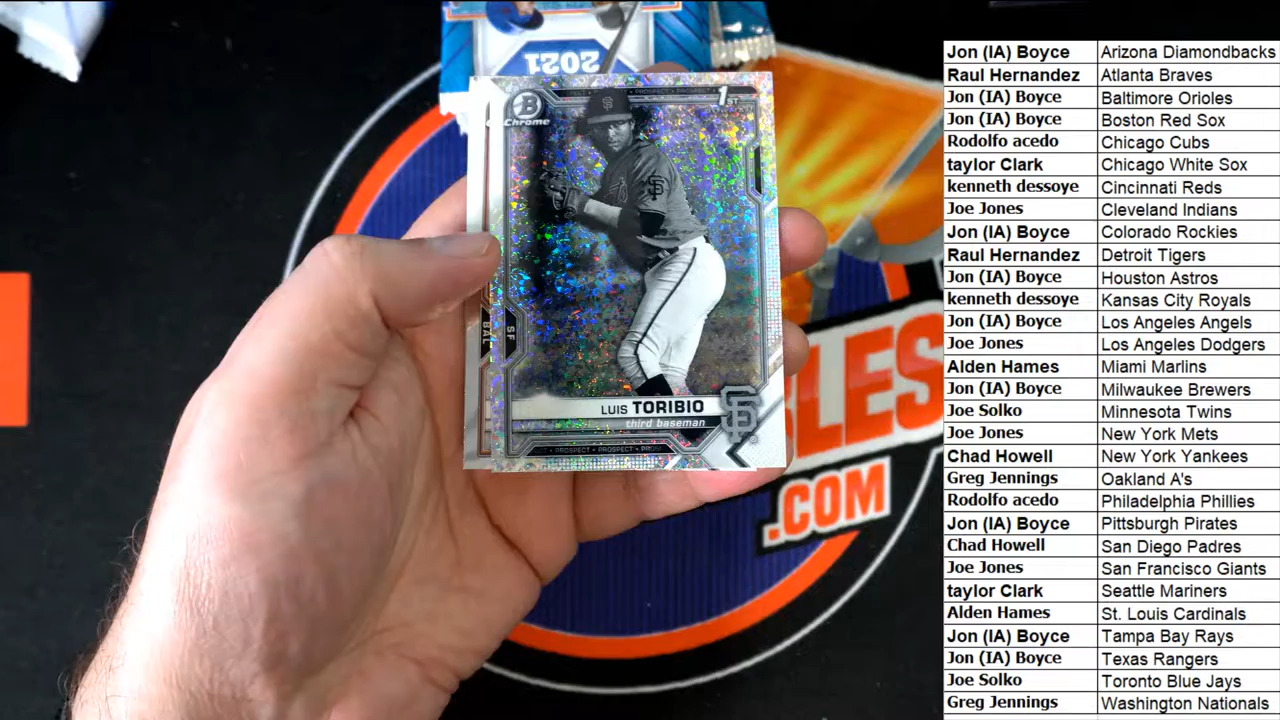 2021
B
Chrome
PROSPECT
1ST
SF
BAL
SF
LUIS TORIBIO
third baseman
SF
PROSPECT • PROSPECT
BLES
.COM
Jon (IA) Boyce Arizona Diamondbacks
Raul Hernandez Atlanta Braves
Jon (IA) Boyce Baltimore Orioles
Jon (IA) Boyce Boston Red Sox
Rodolfo acedo Chicago Cubs
taylor Clark Chicago White Sox
kenneth dessoye Cincinnati Reds
Joe Jones Cleveland Indians
Jon (IA) Boyce Colorado Rockies
Raul Hernandez Detroit Tigers
Jon (IA) Boyce Houston Astros
kenneth dessoye Kansas City Royals
Jon (IA) Boyce Los Angeles Angels
Joe Jones Los Angeles Dodgers
Alden Hames Miami Marlins
Jon (IA) Boyce Milwaukee Brewers
Joe Solko Minnesota Twins
Joe Jones New York Mets
Chad Howell New York Yankees
Greg Jennings Oakland A's
Rodolfo acedo Philadelphia Phillies
Jon (IA) Boyce Pittsburgh Pirates
Chad Howell San Diego Padres
Joe Jones San Francisco Giants
taylor Clark Seattle Mariners
Alden Hames St. Louis Cardinals
Jon (IA) Boyce Tampa Bay Rays
Jon (IA) Boyce Texas Rangers
Joe Solko Toronto Blue Jays
Greg Jennings Washington Nationals